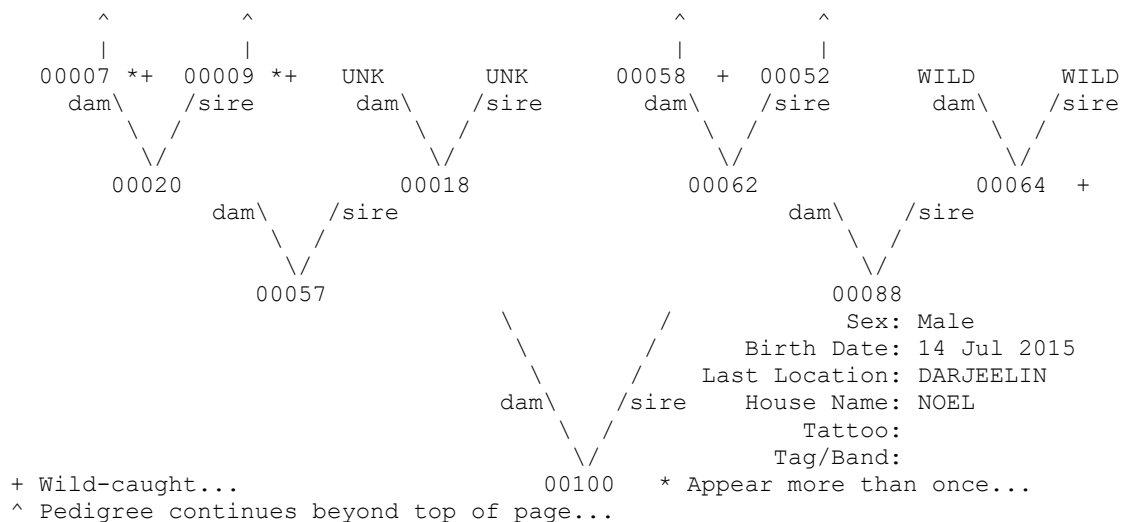 ^ ^ ^ ^
| | | |
00007 *+ 00009 *+ UNK UNK 00058 + 00052 WILD WILD
dam\ /sire dam\ /sire dam\ /sire dam\ /sire
\ / \ / \ / \ /
\/ \/ \/ \/
00020 00018 00062 00064 +
dam\ /sire dam\ /sire
\ / \ /
\/ \/
00057 00088
\ / Sex: Male
\ / Birth Date: 14 Jul 2015
\ / Last Location: DARJEELIN
dam\ /sire House Name: NOEL
\ / Tattoo:
\/ Tag/Band:
+ Wild-caught... 00100 * Appear more than once...
^ Pedigree continues beyond top of page...